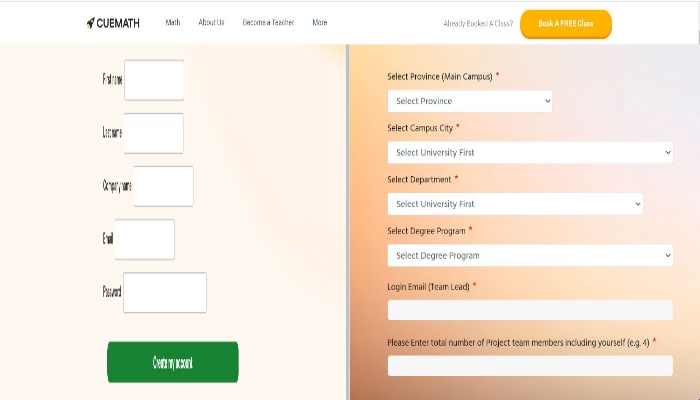 CUEMATH Math About Us Become a Teacher More Already Booked A Class? Book A FREE Class
First name
Last name
Company name
Email
Password
Create my account
Select Province (Main Campus) *
Select Province
Select Campus City *
Select University First
Select Department *
Select University First
Select Degree Program *
Select Degree Program
Login Email (Team Lead) *
Please Enter total number of Project team members including yourself (e.g. 4) *